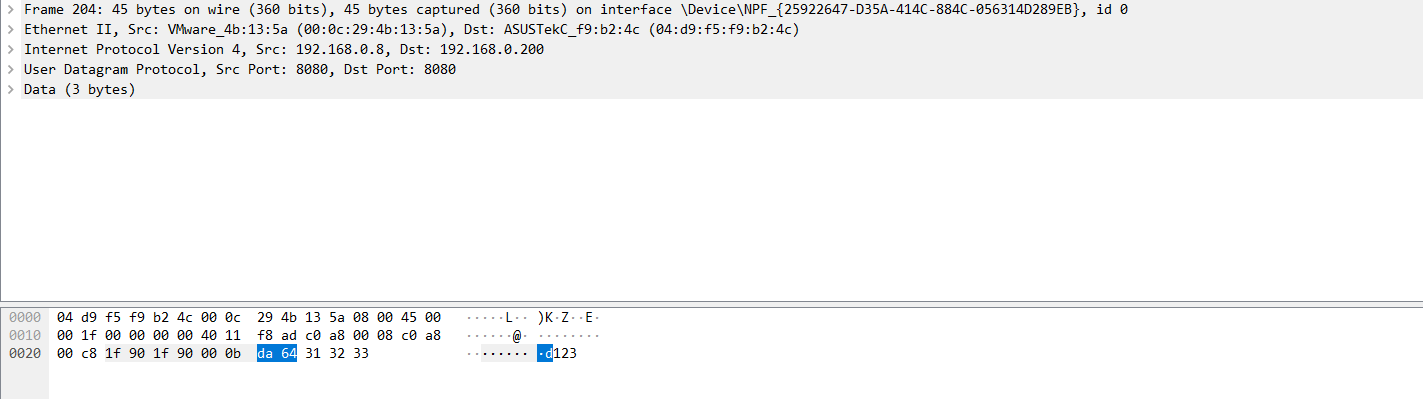 Frame 204: 45 bytes on wire (360 bits), 45 bytes captured (360 bits) on interface \Device\NPF_{25922647-D35A-414C-884C-056314D289EB}, id 0
Ethernet II, Src: VMware_4b:13:5a (00:0c:29:4b:13:5a), Dst: ASUSTekC_f9:b2:4c (04:d9:f5:f9:b2:4c)
Internet Protocol Version 4, Src: 192.168.0.8, Dst: 192.168.0.200
User Datagram Protocol, Src Port: 8080, Dst Port: 8080
Data (3 bytes)
0000 04 d9 f5 f9 b2 4c 00 0c 29 4b 13 5a 08 00 45 00 ·····L·· )K·Z··E·
0010 00 1f 00 00 00 00 40 11 f8 ad c0 a8 00 08 c0 a8 ······@· ········
0020 00 c8 1f 90 1f 90 00 0b da 64 31 32 33 ········ ·d123